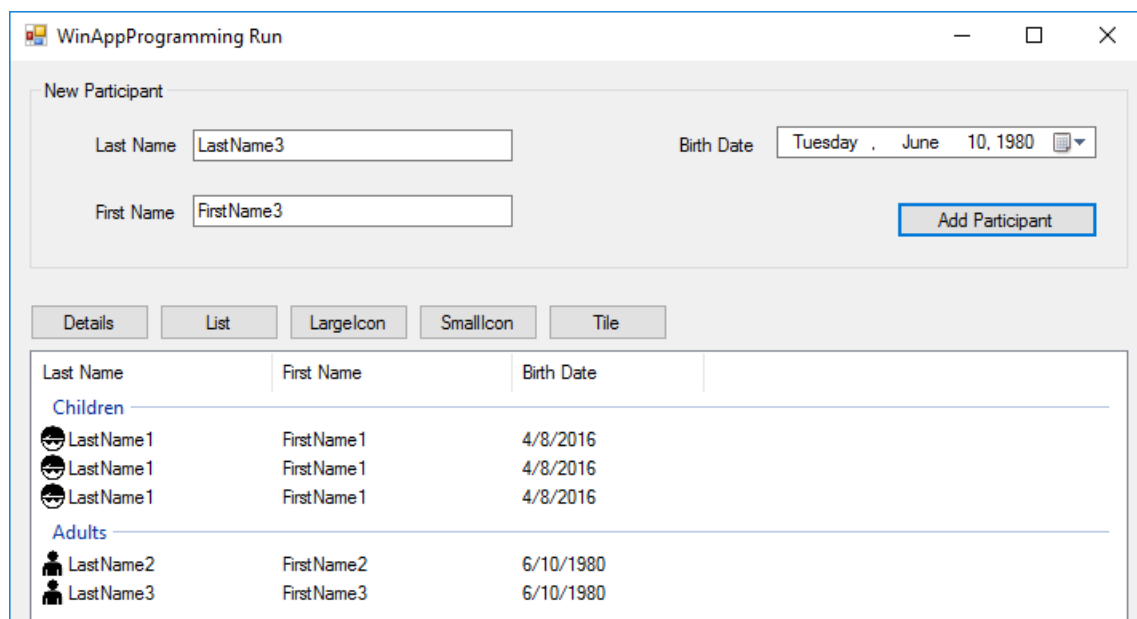 WinAppProgramming Run
New Participant
Last Name LastName3 Birth Date Tuesday , June 10, 1980
First Name FirstName3 Add Participant
Details List LargeIcon SmallIcon Tile
Last Name First Name Birth Date
Children
LastName1 FirstName1 4/8/2016
LastName1 FirstName1 4/8/2016
LastName1 FirstName1 4/8/2016
Adults
LastName2 FirstName2 6/10/1980
LastName3 FirstName3 6/10/1980